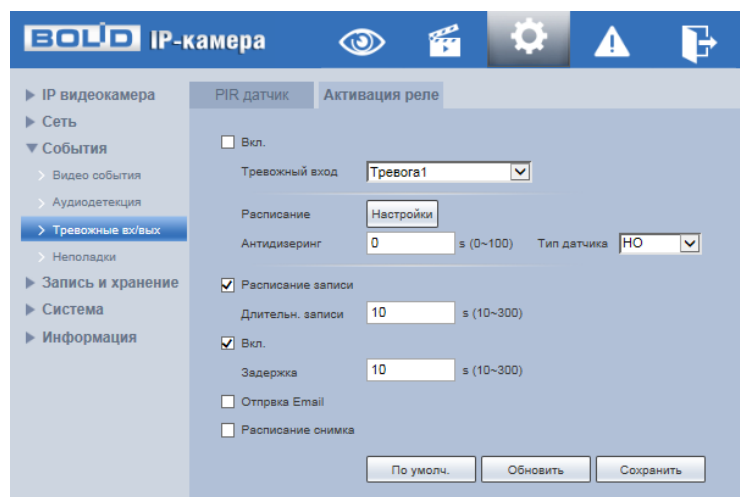 BOLID IP-камера
IP видеокамера
Сеть
События
Видео события
Аудиодетекция
Тревожные вх/вых
Неполадки
Запись и хранение
Система
Информация
PIR датчик Активация реле
Вкл.
Тревожный вход Тревога1
Расписание Настройки
Антидизеринг 0 s (0~100) Тип датчика НО
Расписание записи
Длительн. записи 10 s (10~300)
Вкл.
Задержка 10 s (10~300)
Отпрвка Email
Расписание снимка
По умолч. Обновить Сохранить